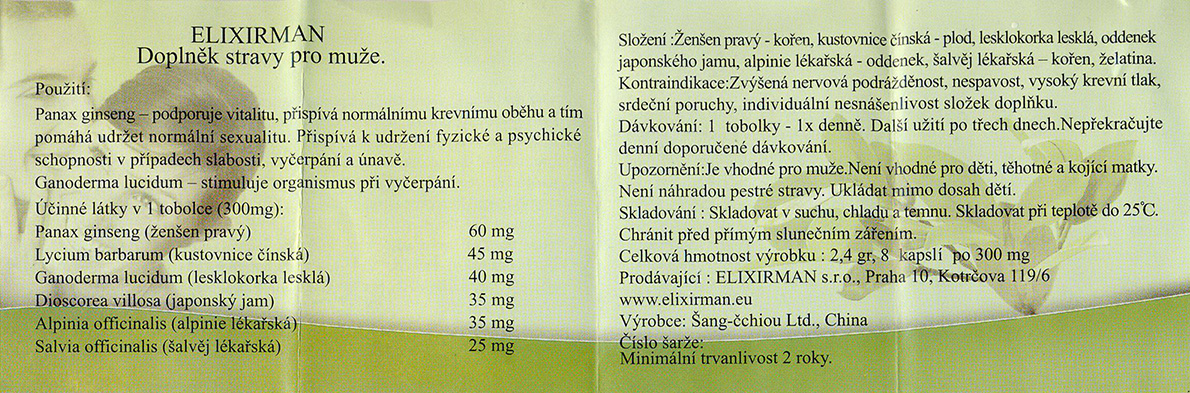 ELIXIRMAN
Doplněk stravy pro muže.
Použití:
Panax ginseng – podporuje vitalitu, přispívá normálnímu krevnímu oběhu a tím
pomáhá udržet normální sexualitu. Přispívá k udržení fyzické a psychické
schopnosti v případech slabosti, vyčerpání a únavě.
Ganoderma lucidum – stimuluje organismus při vyčerpání.
Účinné látky v 1 tobolce (300mg):
Panax ginseng (ženšen pravý) 60 mg
Lycium barbarum (kustovnice čínská) 45 mg
Ganoderma lucidum (lesklokorka lesklá) 40 mg
Dioscorea villosa (japonský jam) 35 mg
Alpinia officinalis (alpinie lékařská) 35 mg
Salvia officinalis (šalvěj lékařská) 25 mg
Složení :Ženšen pravý - kořen, kustovnice čínská - plod, lesklokorka lesklá, oddenek
japonského jamu, alpinie lékařská - oddenek, šalvěj lékařská – kořen, želatina.
Kontraindikace:Zvýšená nervová podrážděnost, nespavost, vysoký krevní tlak,
srdeční poruchy, individuální nesnášenlivost složek doplňku.
Dávkování: 1 tobolky - 1x denně. Další užití po třech dnech.Nepřekračujte
denní doporučené dávkování.
Upozornění:Je vhodné pro muže.Není vhodné pro děti, těhotné a kojící matky.
Není náhradou pestré stravy. Ukládat mimo dosah dětí.
Skladování : Skladovat v suchu, chladu a temnu. Skladovat při teplotě do 25℃.
Chránit před přímým slunečním zářením.
Celková hmotnost výrobku : 2,4 gr, 8 kapslí po 300 mg
Prodávající : ELIXIRMAN s.r.o., Praha 10, Kotrčova 119/6
www.elixirman.eu
Výrobce: Šang-čchiou Ltd., China
Číslo šarže:
Minimální trvanlivost 2 roky.